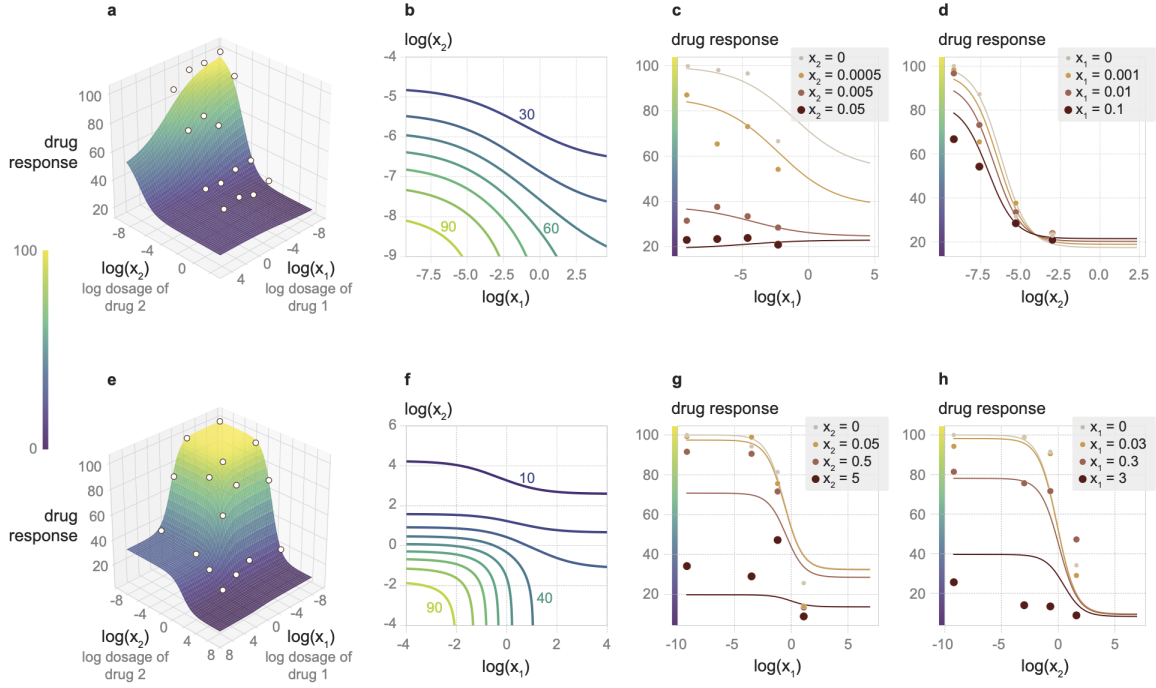 a
drug
response
100
80
60
40
20
-8
-4
0
4
-8
-4
0
log(x2)
log dosage of
drug 2
log(x1)
log dosage of
drug 1
100
0
b
log(x2)
-4
-5
-6
-7
-8
-9
30
60
90
-7.5
-5.0
-2.5
0.0
2.5
log(x1)
c
drug response
x2 = 0
x2 = 0.0005
x2 = 0.005
x2 = 0.05
100
80
60
40
20
-5
0
5
log(x1)
d
drug response
x1 = 0
x1 = 0.001
x1 = 0.01
x1 = 0.1
100
80
60
40
20
-7.5
-5.0
-2.5
0.0
2.5
log(x2)
e
drug
response
100
80
60
40
20
-8
-4
0
4
8
8
4
0
-4
-8
log(x2)
log dosage of
drug 2
log(x1)
log dosage of
drug 1
f
log(x2)
6
4
2
0
-2
-4
10
40
90
-4
-2
0
2
4
log(x1)
g
drug response
x2 = 0
x2 = 0.05
x2 = 0.5
x2 = 5
100
80
60
40
20
-10
-5
0
5
log(x1)
h
drug response
x1 = 0
x1 = 0.03
x1 = 0.3
x1 = 3
100
80
60
40
20
-10
-5
0
5
log(x2)